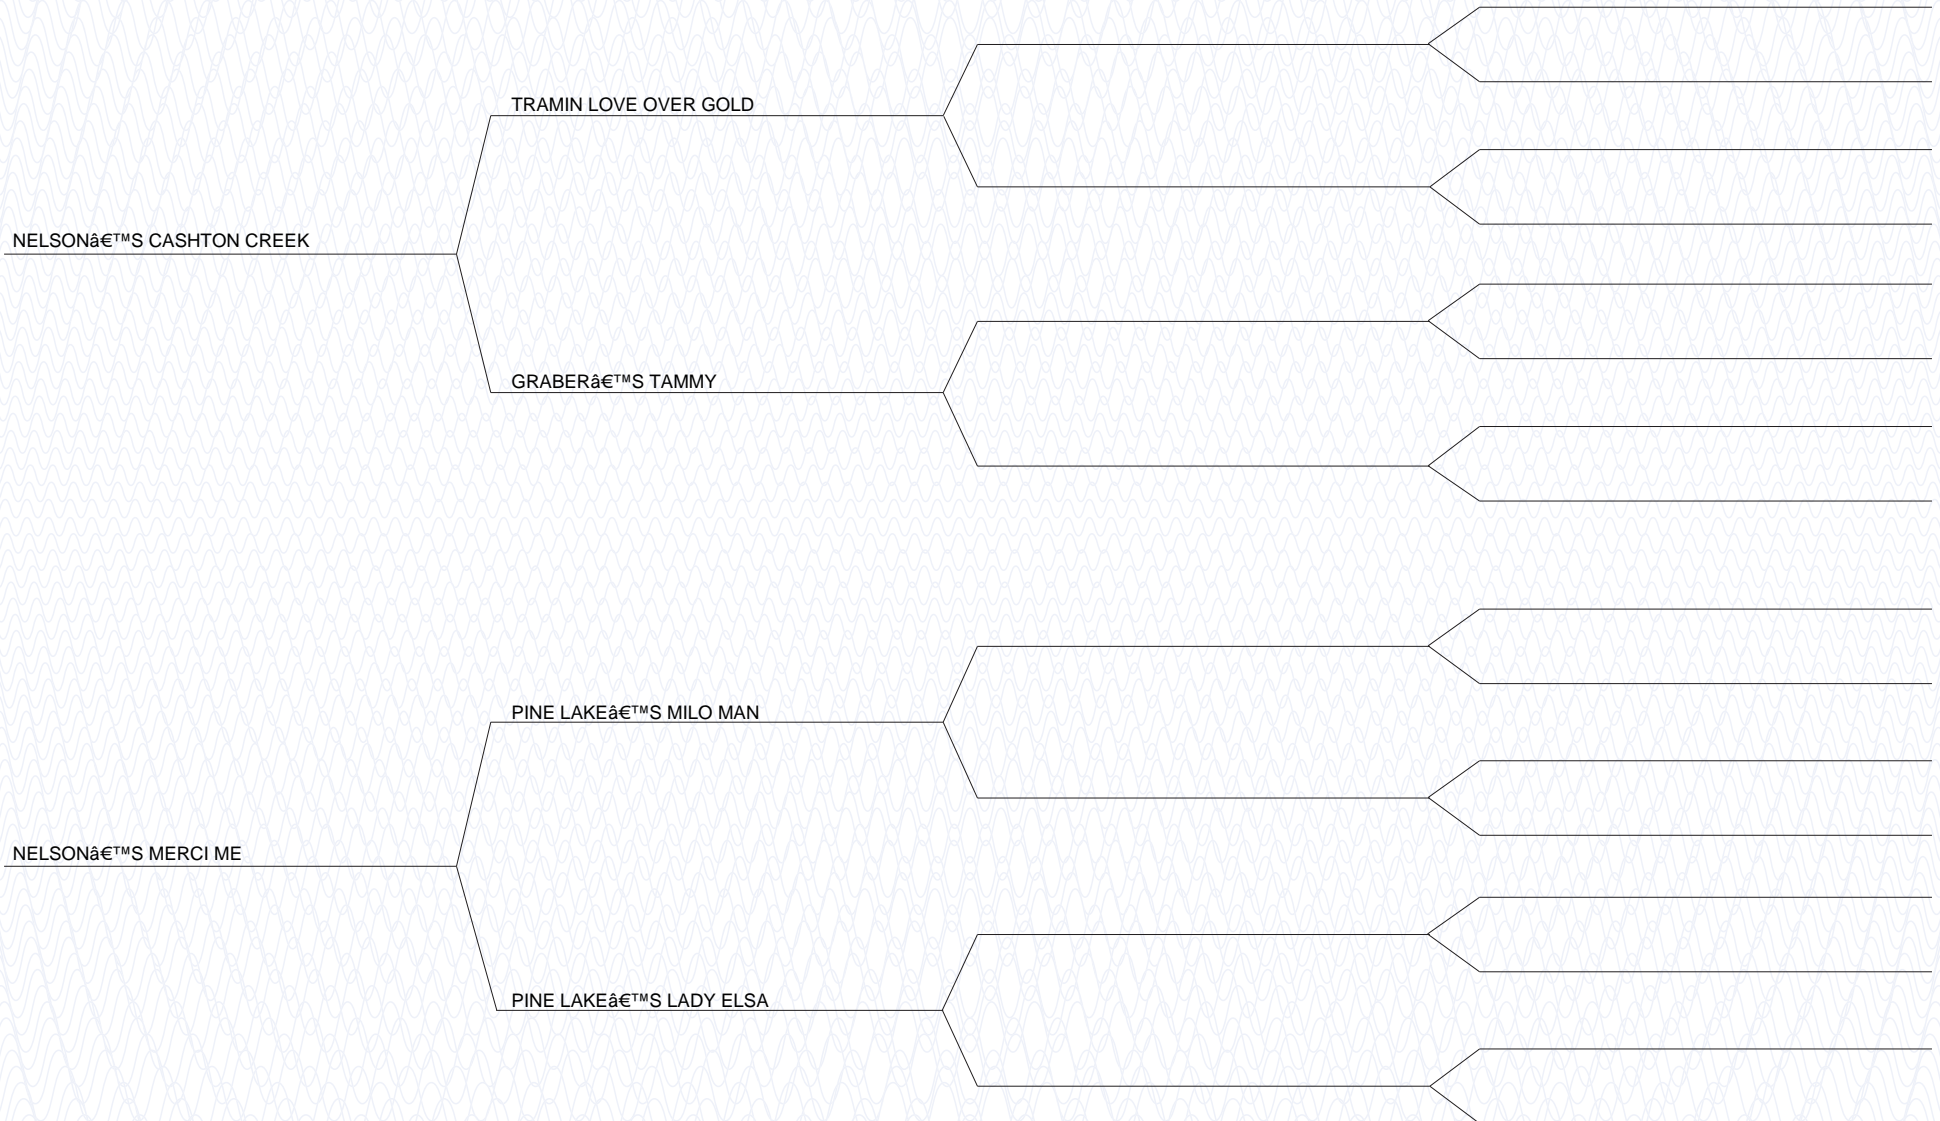 TRAMIN LOVE OVER GOLD
NELSONâ€™S CASHTON CREEK
GRABERâ€™S TAMMY
PINE LAKEâ€™S MILO MAN
NELSONâ€™S MERCI ME
PINE LAKEâ€™S LADY ELSA